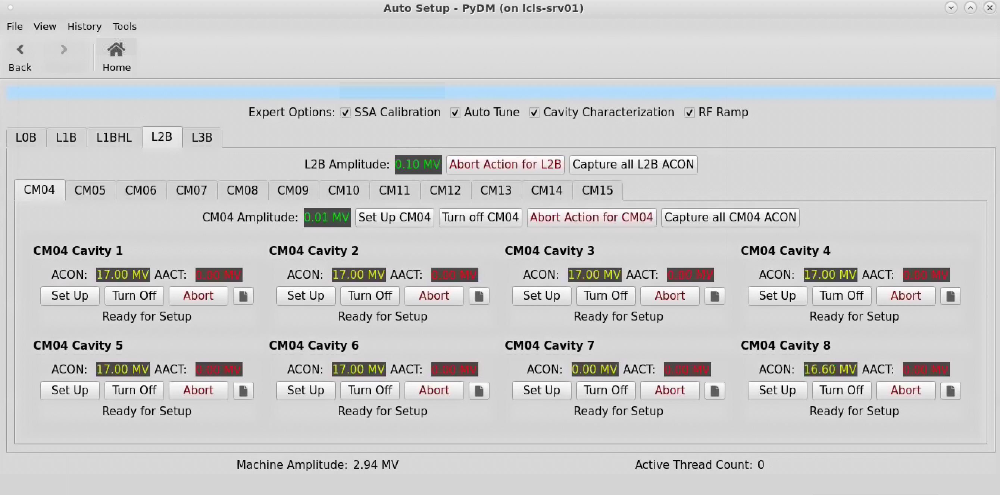 Auto Setup - PyDM (on lcls-srv01)
File View History Tools
Back Home
Expert Options: SSA Calibration Auto Tune Cavity Characterization RF Ramp
L0B L1B L1BHL L2B L3B
L2B Amplitude: 0.10 MV Abort Action for L2B Capture all L2B ACON
CM04 CM05 CM06 CM07 CM08 CM09 CM10 CM11 CM12 CM13 CM14 CM15
CM04 Amplitude: 0.01 MV Set Up CM04 Turn off CM04 Abort Action for CM04 Capture all CM04 ACON
CM04 Cavity 1 CM04 Cavity 2 CM04 Cavity 3 CM04 Cavity 4
ACON: 17.00 MV AACT: 0.00 MV ACON: 17.00 MV AACT: 0.00 MV ACON: 17.00 MV AACT: 0.00 MV ACON: 17.00 MV AACT: 0.00 MV
Set Up Turn Off Abort Set Up Turn Off Abort Set Up Turn Off Abort Set Up Turn Off Abort
Ready for Setup Ready for Setup Ready for Setup Ready for Setup
CM04 Cavity 5 CM04 Cavity 6 CM04 Cavity 7 CM04 Cavity 8
ACON: 17.00 MV AACT: 0.00 MV ACON: 17.00 MV AACT: 0.00 MV ACON: 0.00 MV AACT: 0.00 MV ACON: 16.60 MV AACT: 0.00 MV
Set Up Turn Off Abort Set Up Turn Off Abort Set Up Turn Off Abort Set Up Turn Off Abort
Ready for Setup Ready for Setup Ready for Setup Ready for Setup
Machine Amplitude: 2.94 MV Active Thread Count: 0